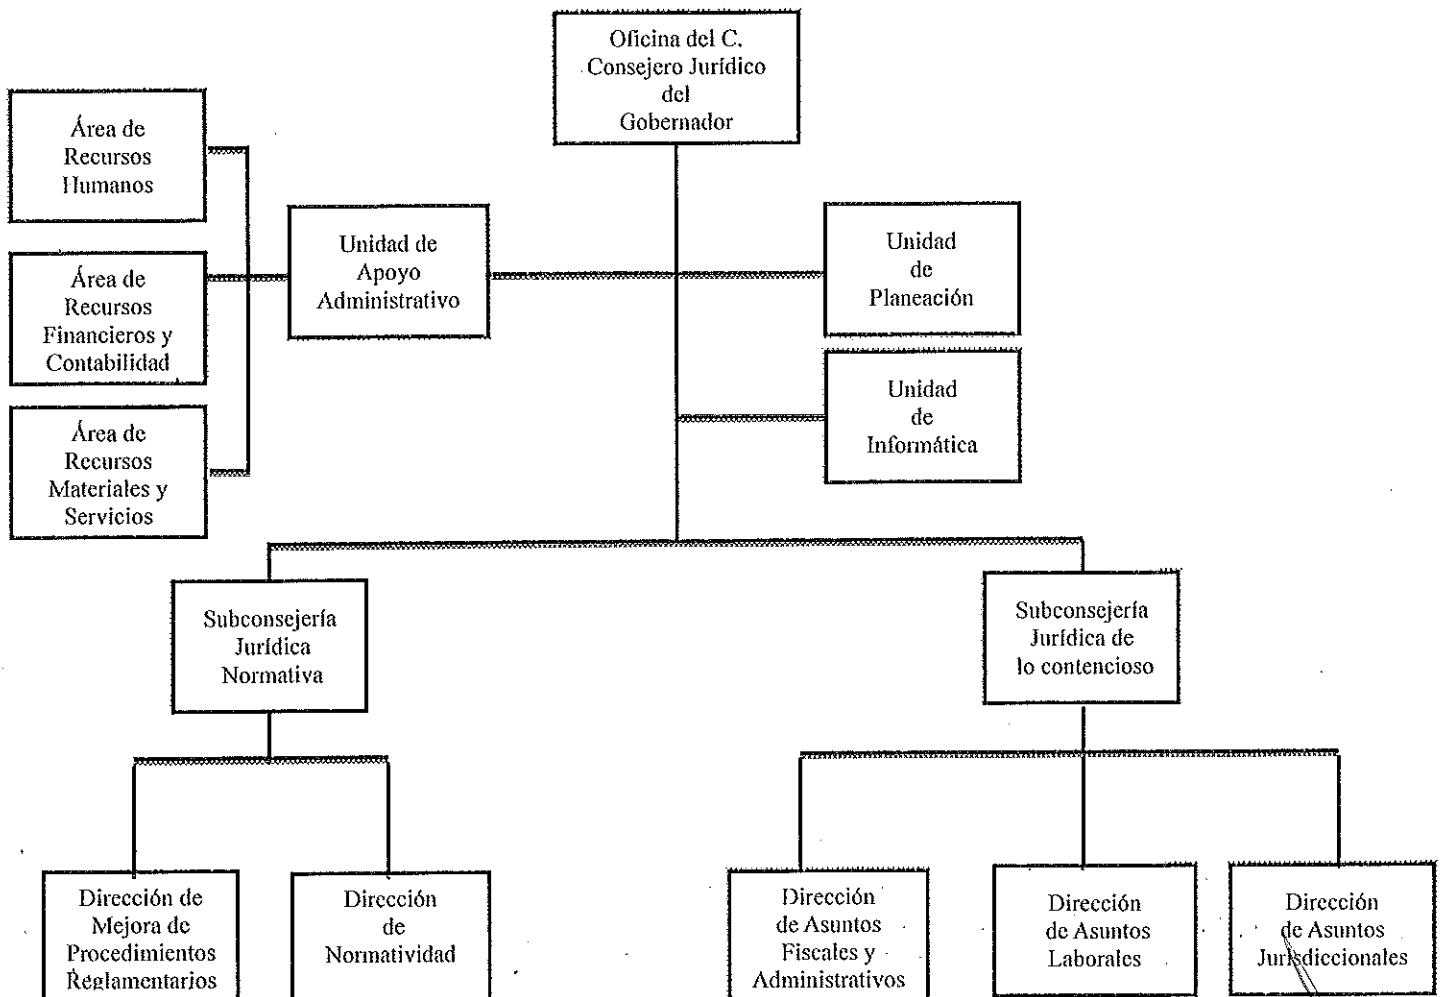 Oficina del C.
Consejero Jurídico
del
Gobernador
Área de
Recursos
Humanos
Unidad de
Apoyo
Administrativo
Unidad
de
Planeación
Área de
Recursos
Financieros y
Contabilidad
Unidad
de
Informática
Área de
Recursos
Materiales y
Servicios
Subconsejería
Jurídica
Normativa
Subconsejería
Jurídica de
lo contencioso
Dirección de
Mejora de
Procedimientos
Reglamentarios
Dirección
de
Normatividad
Dirección
de Asuntos
Fiscales y
Administrativos
Dirección
de Asuntos
Laborales
Dirección
de Asuntos
Jurisdiccionales